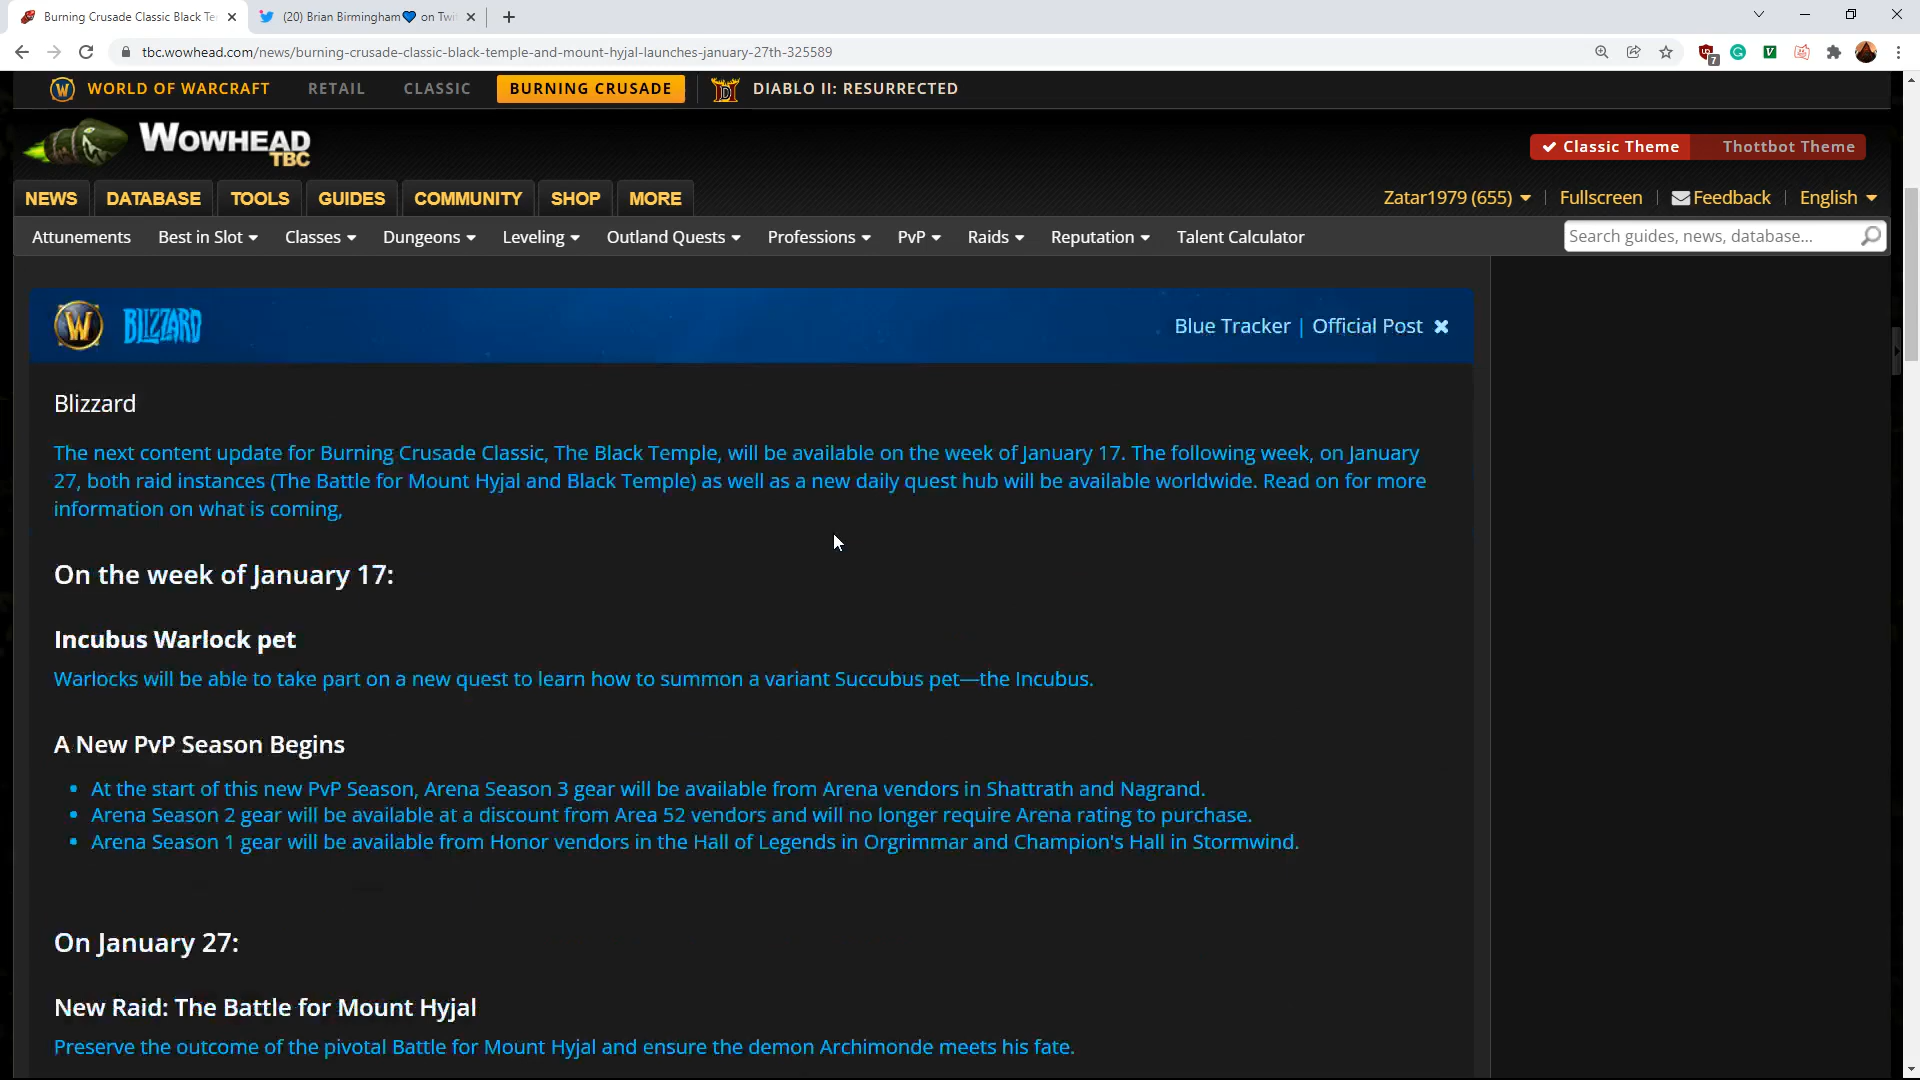 Burning Crusade Classic Black Te
(20) Brian Birmingham💙 on Twi
tbc.wowhead.com/news/burning-crusade-classic-black-temple-and-mount-hyjal-launches-january-27th-325589
7
WORLD OF WARCRAFT RETAIL CLASSIC BURNING CRUSADE DIABLO II: RESURRECTED
WOWHEAD
TBC
✔ Classic Theme Thottbot Theme
NEWS DATABASE TOOLS GUIDES COMMUNITY SHOP MORE
Zatar1979 (655) Fullscreen Feedback English
Attunements Best in Slot Classes Dungeons Leveling Outland Quests Professions PvP Raids Reputation Talent Calculator
Search guides, news, database...
W BLIZZARD
Blue Tracker | Official Post ✖
Blizzard
The next content update for Burning Crusade Classic, The Black Temple, will be available on the week of January 17. The following week, on January
27, both raid instances (The Battle for Mount Hyjal and Black Temple) as well as a new daily quest hub will be available worldwide. Read on for more
information on what is coming,
On the week of January 17:
Incubus Warlock pet
Warlocks will be able to take part on a new quest to learn how to summon a variant Succubus pet—the Incubus.
A New PvP Season Begins
• At the start of this new PvP Season, Arena Season 3 gear will be available from Arena vendors in Shattrath and Nagrand.
• Arena Season 2 gear will be available at a discount from Area 52 vendors and will no longer require Arena rating to purchase.
• Arena Season 1 gear will be available from Honor vendors in the Hall of Legends in Orgrimmar and Champion's Hall in Stormwind.
On January 27:
New Raid: The Battle for Mount Hyjal
Preserve the outcome of the pivotal Battle for Mount Hyjal and ensure the demon Archimonde meets his fate.